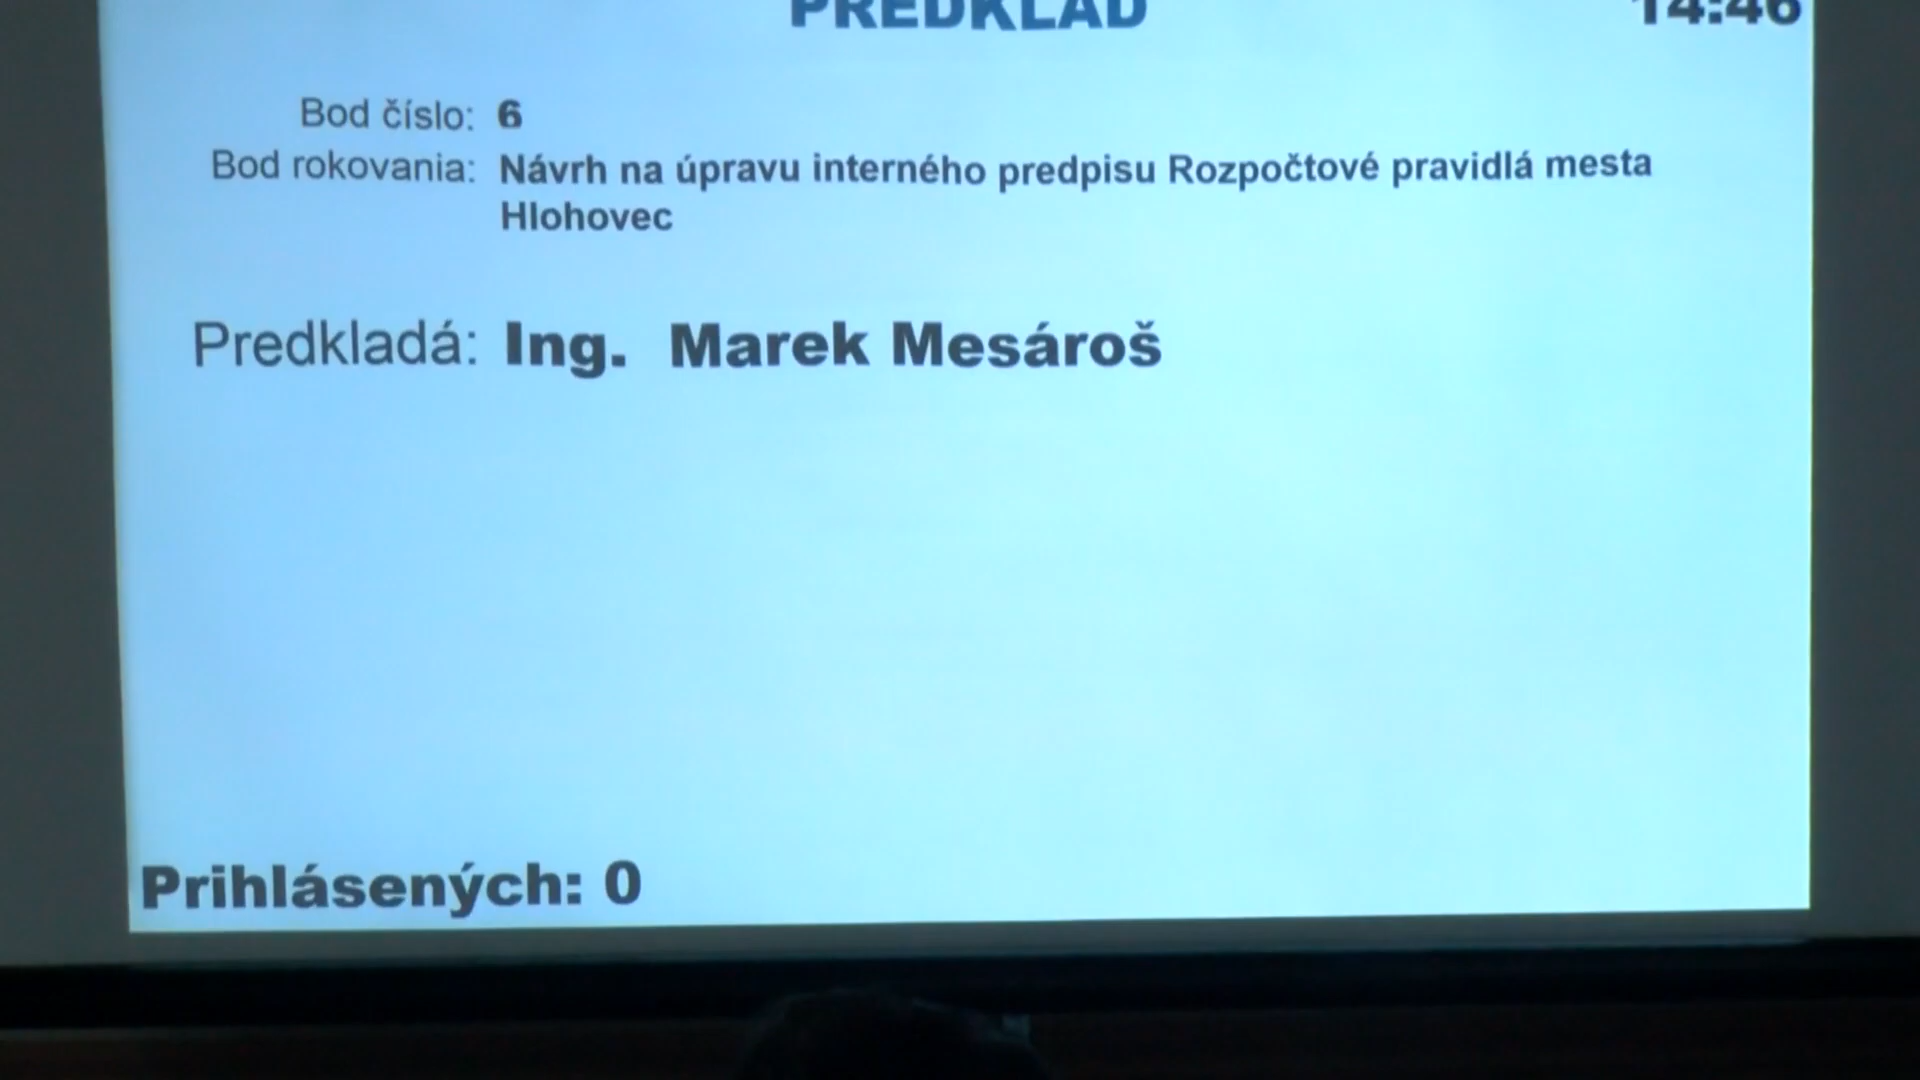 PREDKLAD 14:46
Bod číslo: 6
Bod rokovania: Návrh na úpravu interného predpisu Rozpočtové pravidlá mesta
Hlohovec
Predkladá: Ing. Marek Mesároš
Prihlásených: 0